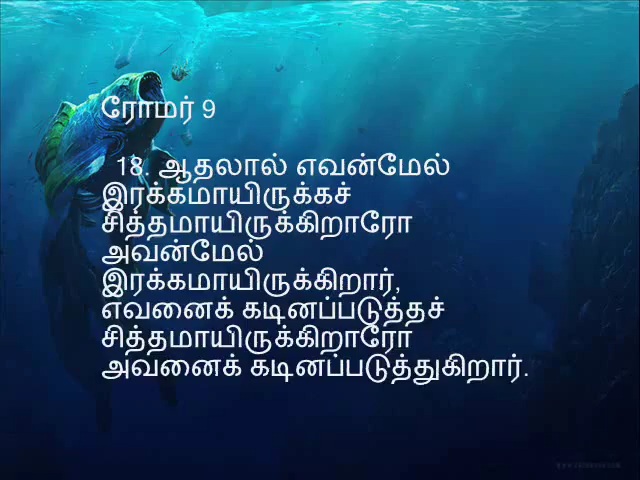 ரோமர் 9
18. ஆதலால் எவன்மேல்
இரக்கமாயிருக்கச்
சித்தமாயிருக்கிறாரோ
அவன்மேல்
இரக்கமாயிருக்கிறார்,
எவனைக் கடினப்படுத்தச்
சித்தமாயிருக்கிறாரோ
அவனைக் கடினப்படுத்துகிறார்.